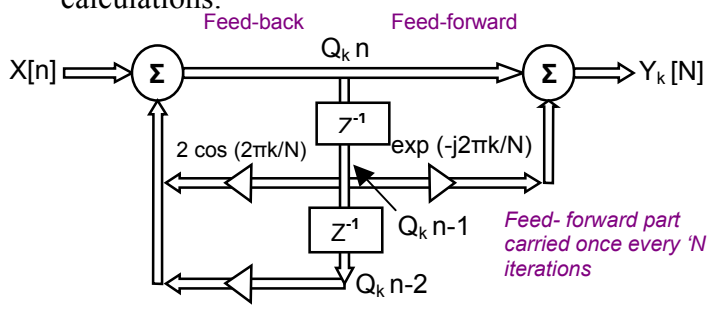 calculations.
Feed-back Feed-forward
Q_k n
X[n] Σ Σ Y_k [N]
Z⁻¹
2 cos (2πk/N) exp (-j2πk/N)
Z⁻¹
Q_k n-1
Feed- forward part
carried once every ‘N
iterations
Q_k n-2